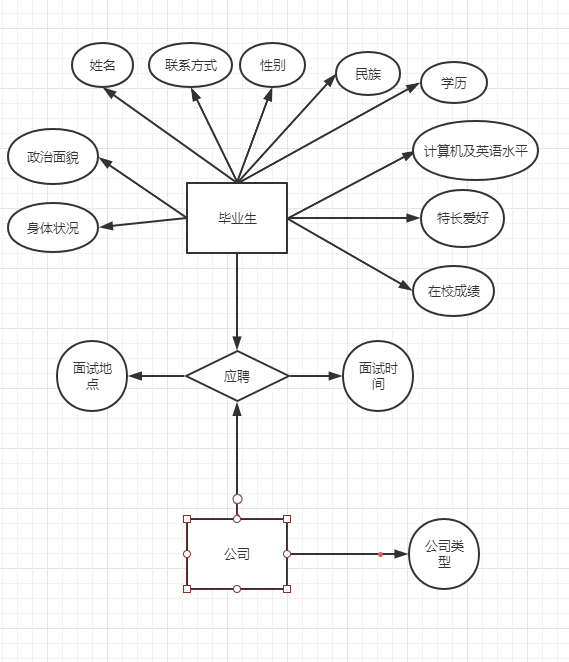 姓名
联系方式
性别
民族
学历
政治面貌
计算机及英语水平
身体状况
毕业生
特长爱好
在校成绩
面试地
点
应聘
面试时
间
公司
公司类
型